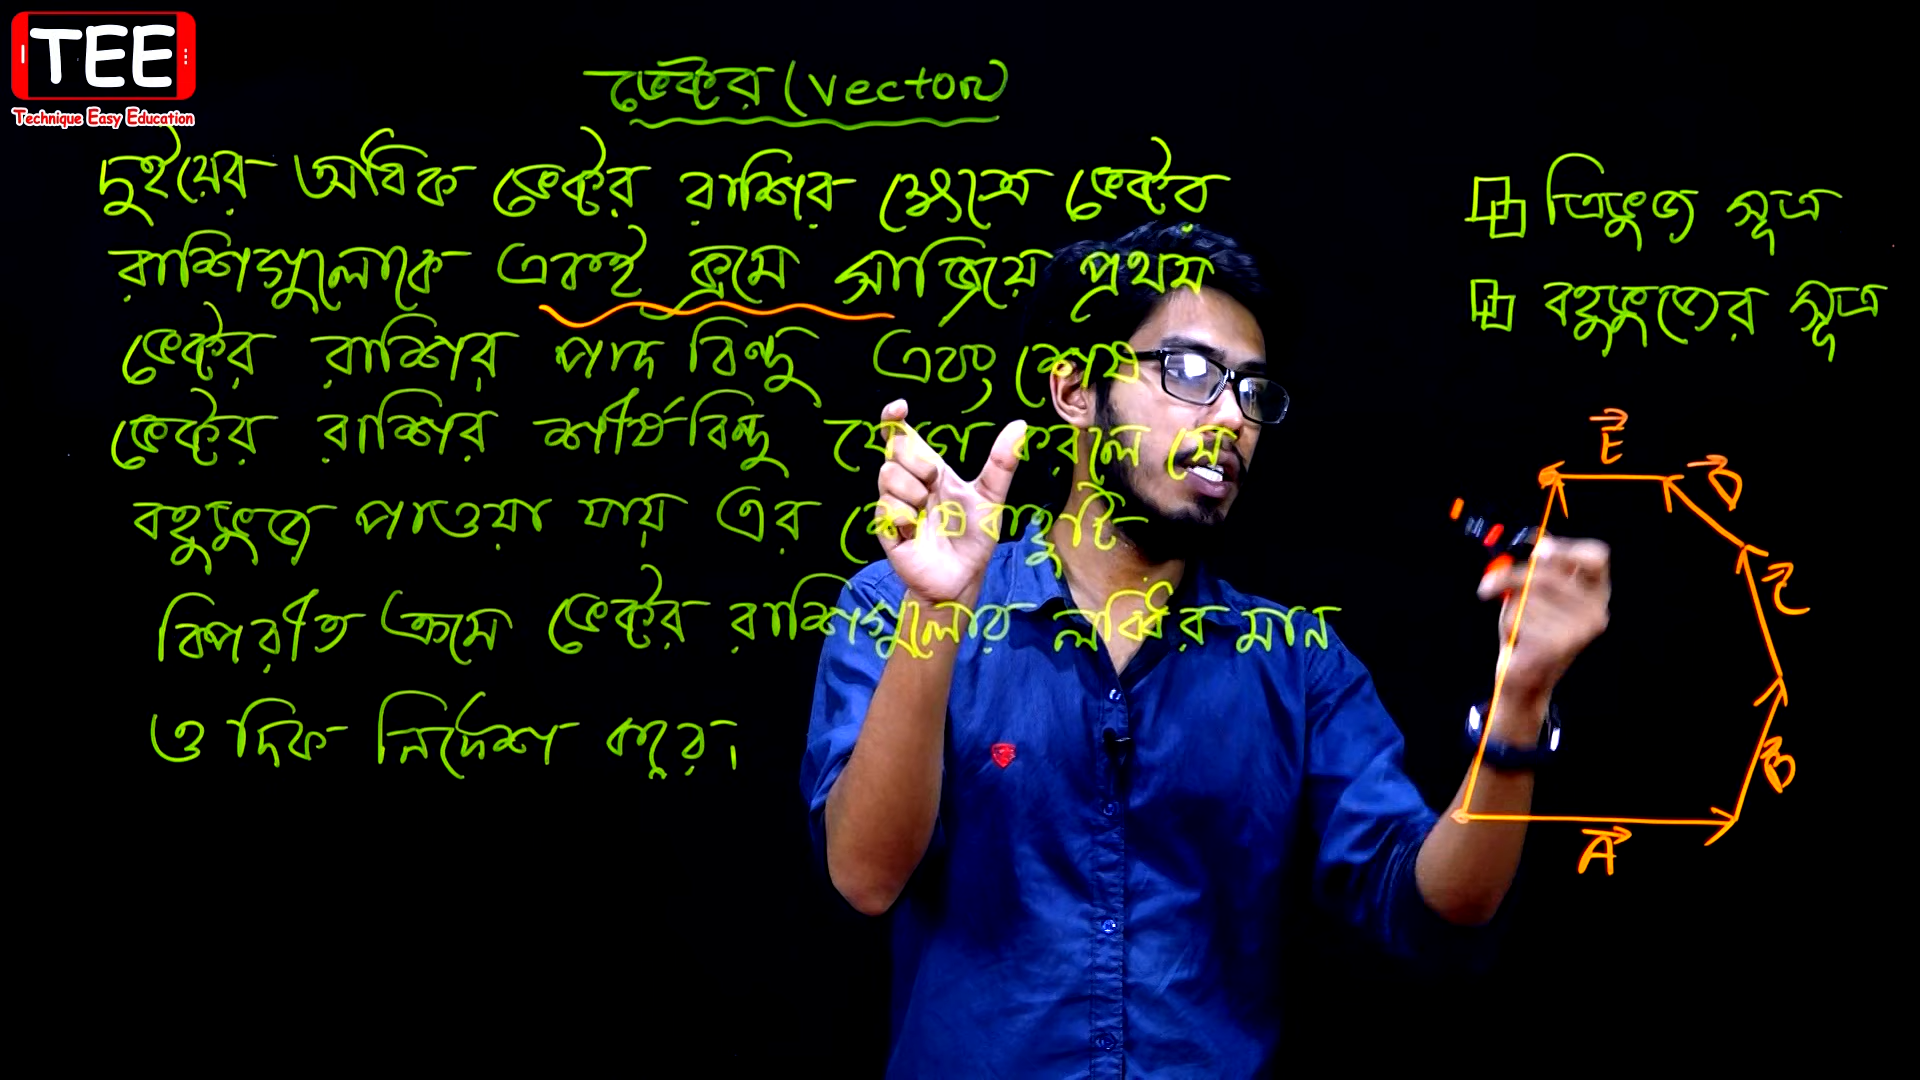 TEE
Technique Easy Education
ভেক্টর (Vector)
দুইয়ের অধিক ভেক্টর রাশির ক্ষেত্রে ভেক্টর
রাশিগুলোকে একই ক্রমে সাজিয়ে প্রথম
ভেক্টর রাশির পাদ বিন্দু এবং শেষ
ভেক্টর রাশির শীর্ষবিন্দু যোগ করলে যে
বহুভুজ পাওয়া যায় এর শেষ বাহুটি
বিপরীত ক্রমে ভেক্টর রাশিগুলোর লব্ধির মান
ও দিক নির্দেশ করে।
ত্রিভুজ সূত্র
বহুভুজের সূত্র
E
D
C
B
A